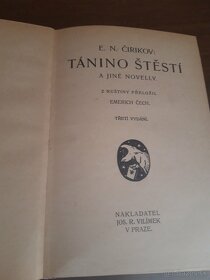 E. N. ČIRIKOV:
TÁNINO ŠTĚSTÍ
A JINÉ NOVELLY.
Z RUŠTINY PŘELOŽIL
EMERICH ČECH.
TŘETÍ VYDÁNÍ.
NAKLADATEL
JOS. R. VILÍMEK
V PRAZE.